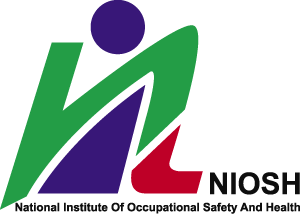 NIOSH
National Institute Of Occupational Safety And Health